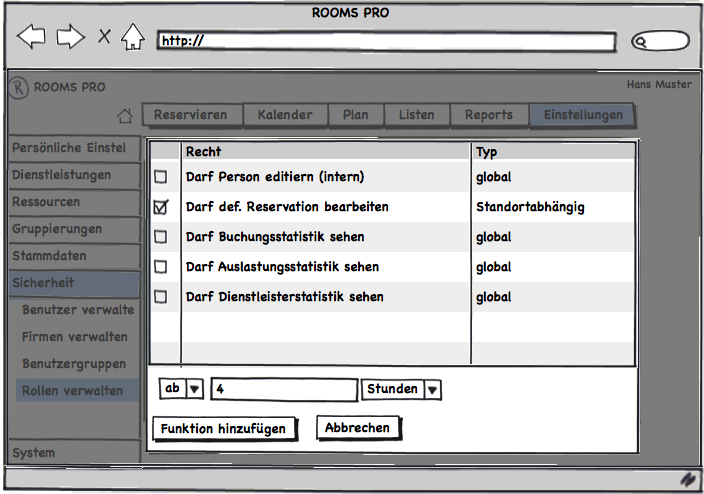 ROOMS PRO
http://
R ROOMS PRO
Hans Muster
Reservieren Kalender Plan Listen Reports Einstellungen
Persönliche Einstel
Dienstleistungen
Ressourcen
Gruppierungen
Stammdaten
Sicherheit
Benutzer verwalte
Firmen verwalten
Benutzergruppen
Rollen verwalten
System
Recht Typ
Darf Person editiern (intern) global
Darf def. Reservation bearbeiten Standortabhängig
Darf Buchungsstatistik sehen global
Darf Auslastungsstatistik sehen global
Darf Dienstleisterstatistik sehen global
ab 4 Stunden
Funktion hinzufügen Abbrechen